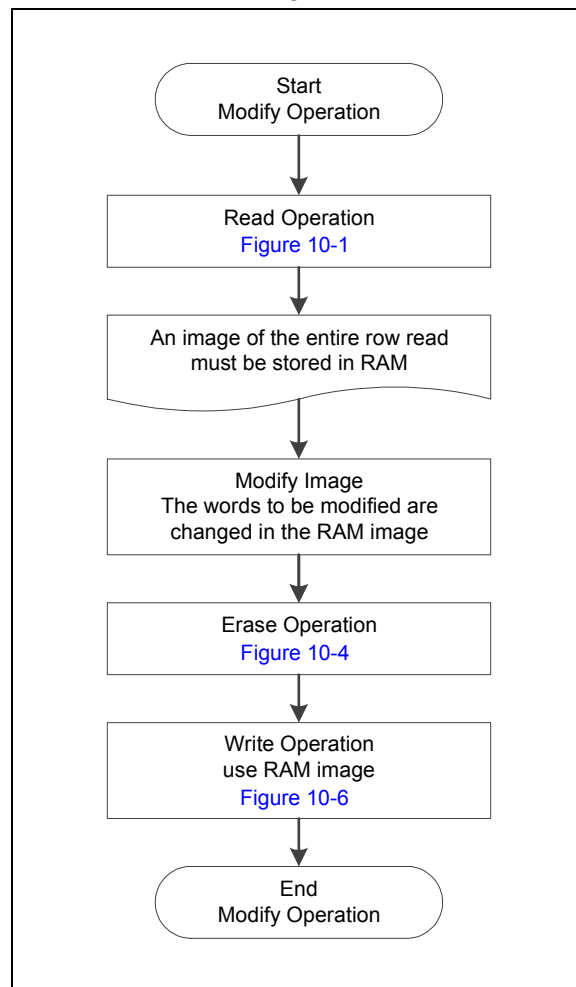 Start
Modify Operation
Read Operation
Figure 10-1
An image of the entire row read
must be stored in RAM
Modify Image
The words to be modified are
changed in the RAM image
Erase Operation
Figure 10-4
Write Operation
use RAM image
Figure 10-6
End
Modify Operation